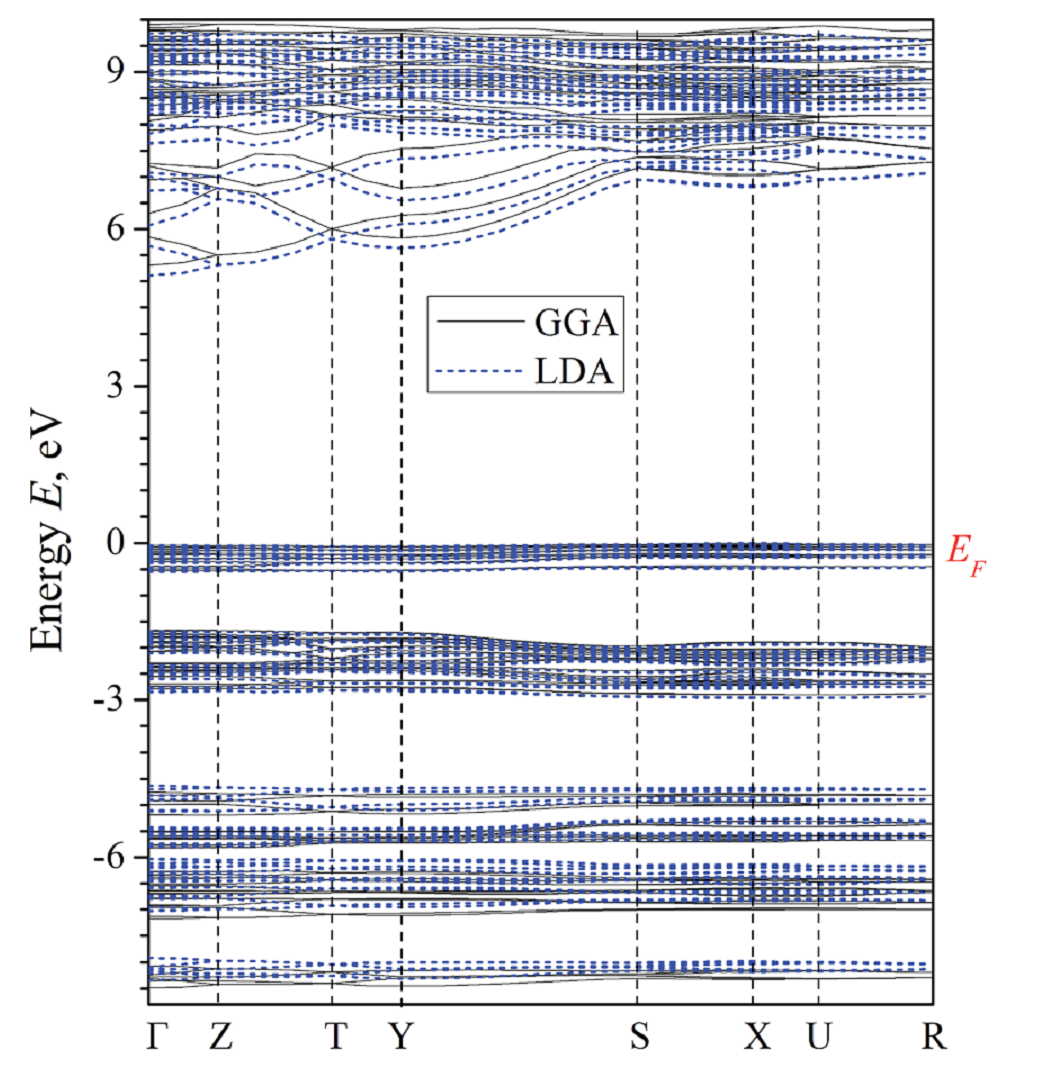 9
6
3
0
-3
-6
Energy E, eV
GGA
LDA
E_F
Γ Z T Y S X U R